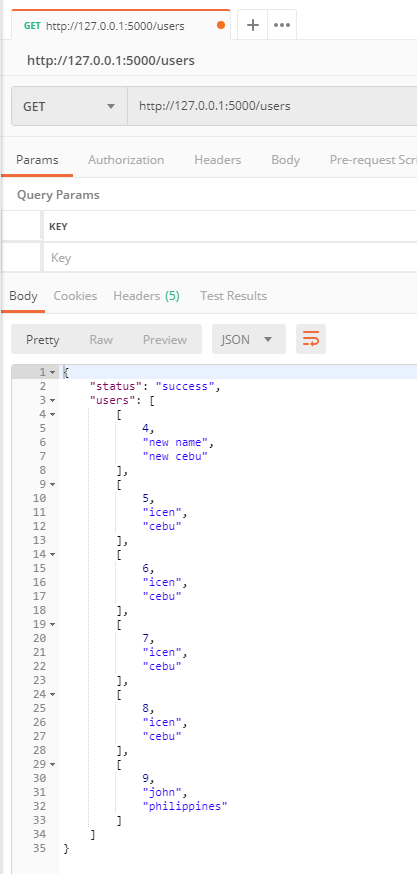 GET http://127.0.0.1:5000/users
http://127.0.0.1:5000/users
GET http://127.0.0.1:5000/users
Params Authorization Headers Body Pre-request Scri
Query Params
KEY
Key
Body Cookies Headers (5) Test Results
Pretty Raw Preview JSON
1 {
2 "status": "success",
3 "users": [
4 [
5 4,
6 "new name",
7 "new cebu"
8 ],
9 [
10 5,
11 "icen",
12 "cebu"
13 ],
14 [
15 6,
16 "icen",
17 "cebu"
18 ],
19 [
20 7,
21 "icen",
22 "cebu"
23 ],
24 [
25 8,
26 "icen",
27 "cebu"
28 ],
29 [
30 9,
31 "john",
32 "philippines"
33 ]
34 ]
35 }